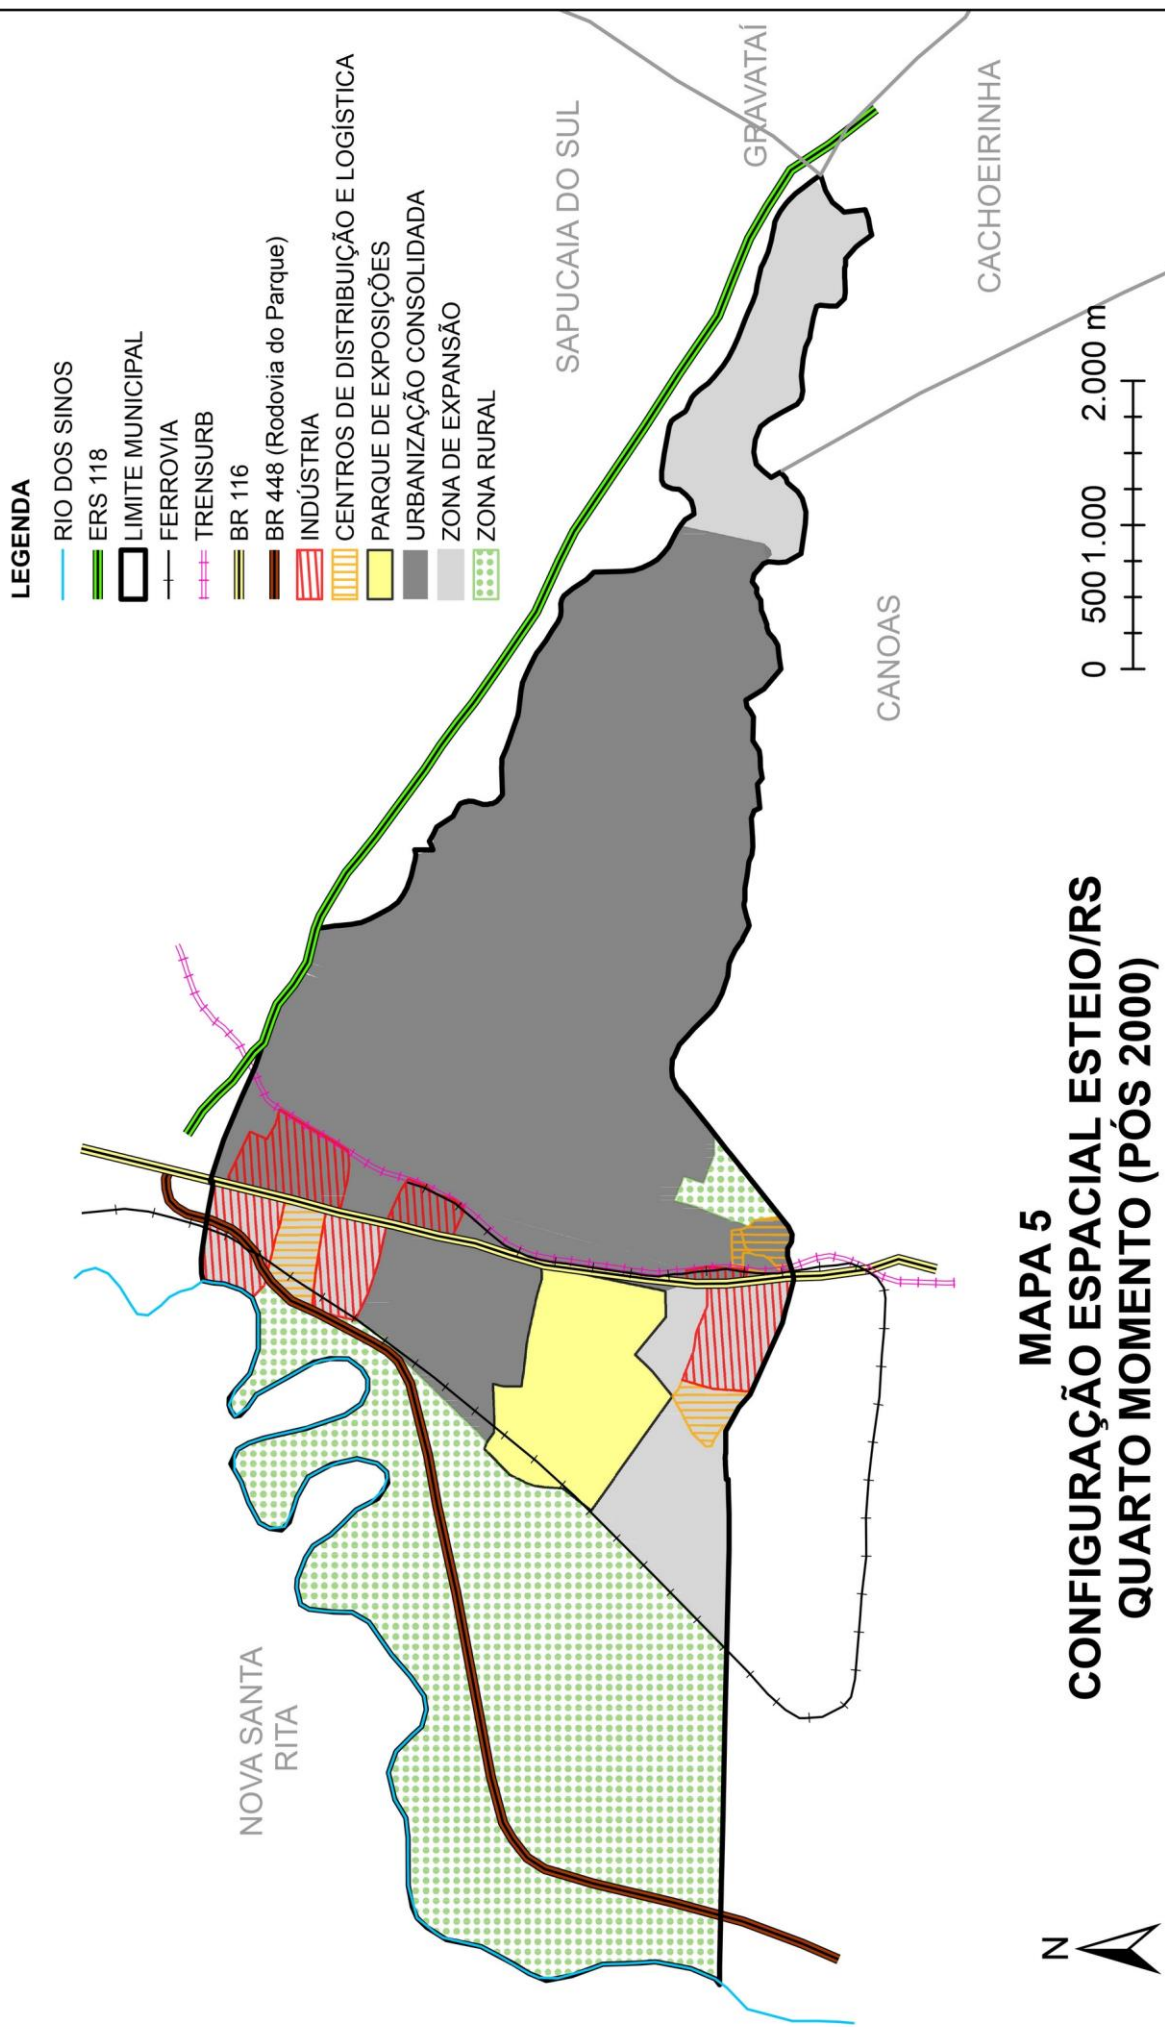 LEGENDA
RIO DOS SINOS
ERS 118
LIMITE MUNICIPAL
FERROVIA
TRENSURB
BR 116
BR 448 (Rodovia do Parque)
INDÚSTRIA
CENTROS DE DISTRIBUIÇÃO E LOGÍSTICA
PARQUE DE EXPOSIÇÕES
URBANIZAÇÃO CONSOLIDADA
ZONA DE EXPANSÃO
ZONA RURAL
NOVA SANTA
RITA
SAPUCAIA DO SUL
GRAVATAÍ
CACHOEIRINHA
CANOAS
N
MAPA 5
CONFIGURAÇÃO ESPACIAL ESTEIO/RS
QUARTO MOMENTO (PÓS 2000)
0 500 1.000 2.000 m